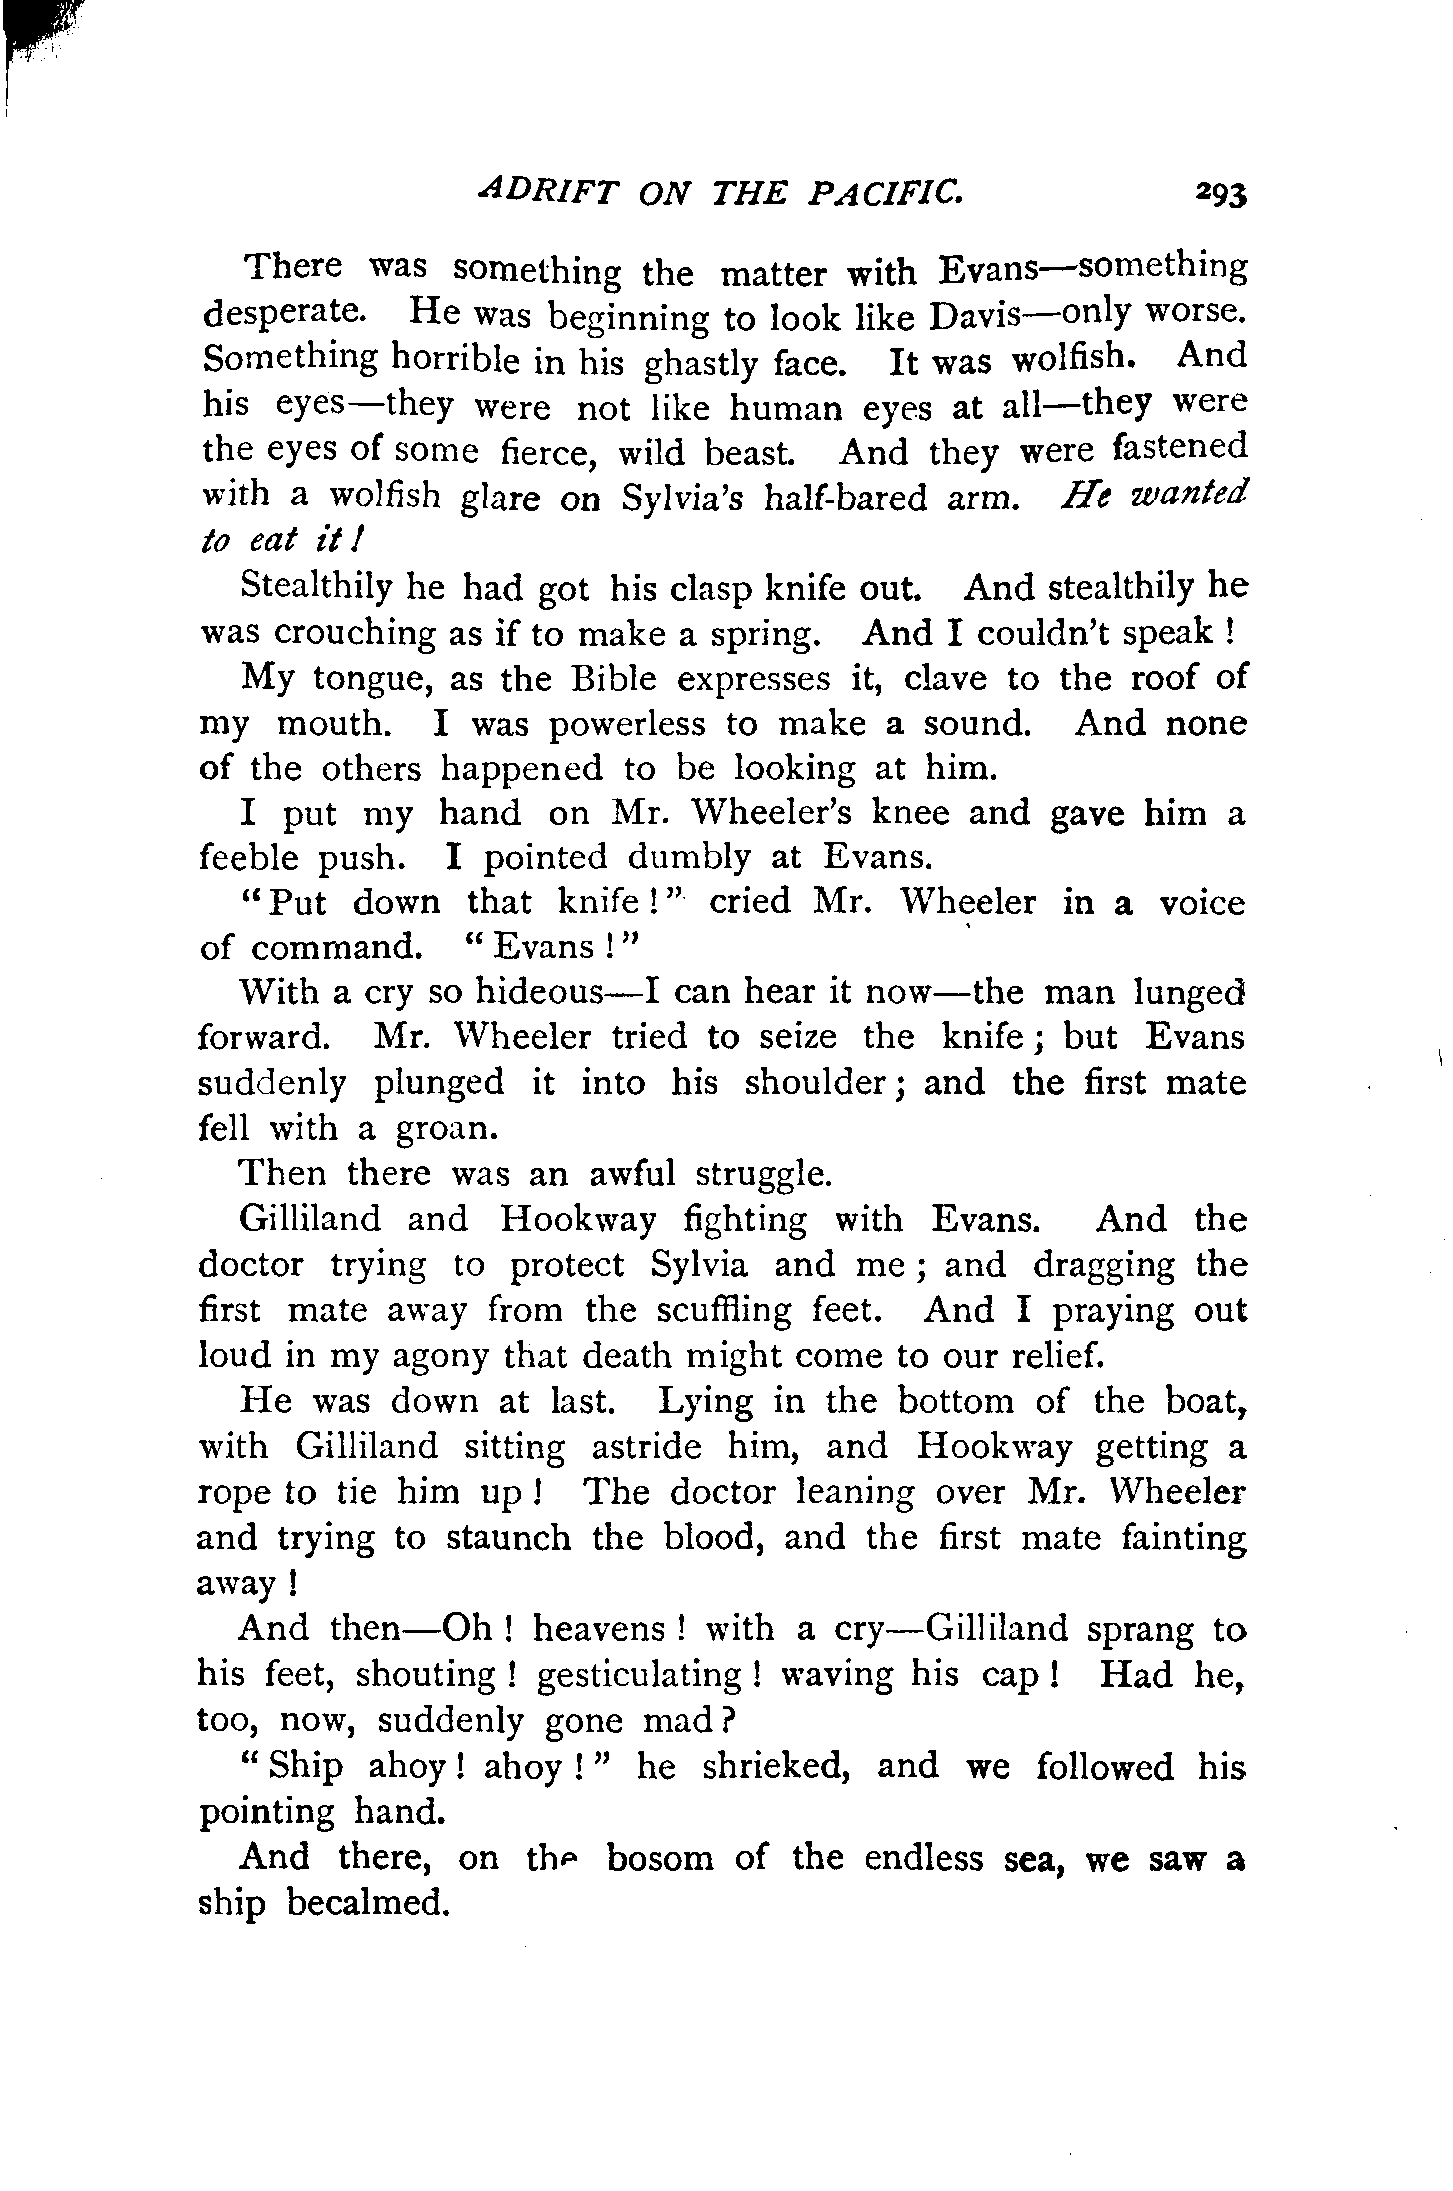 ADRIFT ON THE PACIFIC. 293
There was something the matter with Evans—something
desperate. He was beginning to look like Davis—only worse.
Something horrible in his ghastly face. It was wolfish. And
his eyes—they were not like human eyes at all—they were
the eyes of some fierce, wild beast. And they were fastened
with a wolfish glare on Sylvia's half-bared arm. He wanted
to eat it!
Stealthily he had got his clasp knife out. And stealthily he
was crouching as if to make a spring. And I couldn't speak !
My tongue, as the Bible expresses it, clave to the roof of
my mouth. I was powerless to make a sound. And none
of the others happened to be looking at him.
I put my hand on Mr. Wheeler's knee and gave him a
feeble push. I pointed dumbly at Evans.
"Put down that knife !" cried Mr. Wheeler in a voice
of command. "Evans !"
With a cry so hideous—I can hear it now—the man lunged
forward. Mr. Wheeler tried to seize the knife ; but Evans
suddenly plunged it into his shoulder ; and the first mate
fell with a groan.
Then there was an awful struggle.
Gilliland and Hookway fighting with Evans. And the
doctor trying to protect Sylvia and me ; and dragging the
first mate away from the scuffling feet. And I praying out
loud in my agony that death might come to our relief.
He was down at last. Lying in the bottom of the boat,
with Gilliland sitting astride him, and Hookway getting a
rope to tie him up ! The doctor leaning over Mr. Wheeler
and trying to staunch the blood, and the first mate fainting
away !
And then—Oh ! heavens ! with a cry—Gilliland sprang to
his feet, shouting ! gesticulating ! waving his cap ! Had he,
too, now, suddenly gone mad ?
"Ship ahoy ! ahoy !" he shrieked, and we followed his
pointing hand.
And there, on the bosom of the endless sea, we saw a
ship becalmed.